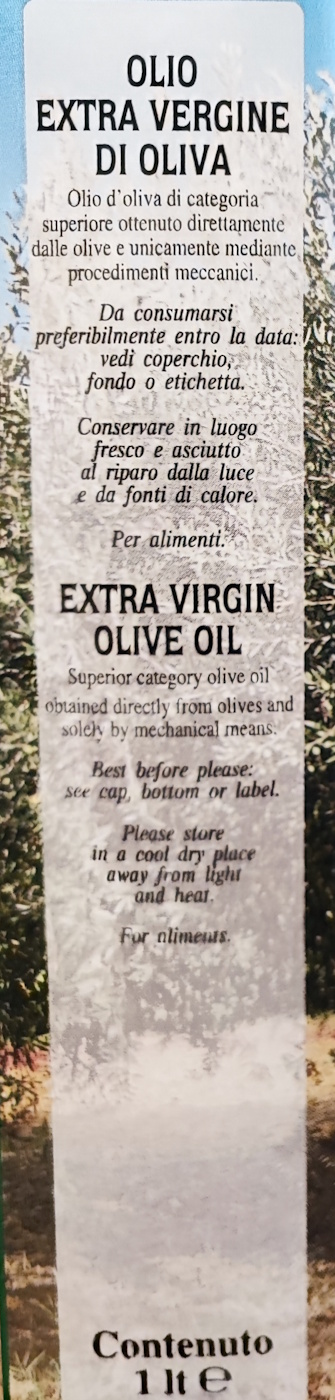 OLIO
EXTRA VERGINE
DI OLIVA
Olio d'oliva di categoria
superiore ottenuto direttamente
dalle olive e unicamente mediante
procedimenti meccanici.
Da consumarsi
preferibilmente entro la data:
vedi coperchio,
fondo o etichetta.
Conservare in luogo
fresco e asciutto
al riparo dalla luce
e da fonti di calore.
Per alimenti.
EXTRA VIRGIN
OLIVE OIL
Superior category olive oil
obtained directly from olives and
solely by mechanical means.
Best before please:
see cap, bottom or label.
Please store
in a cool dry place
away from light
and heat.
For aliments.
Contenuto
1 lt ℮